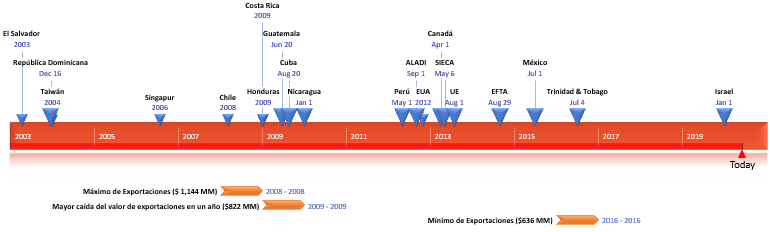 Costa Rica
2009
El Salvador
2003
Guatemala
Jun 20
Canadá
Apr 1
República Dominicana
Dec 16
Cuba
Aug 20
ALADI
Sep 1
SIECA
May 6
México
Jul 1
Taiwán
2004
Singapur
2006
Chile
2008
Honduras
2009
Nicaragua
Jan 1
Perú
May 1
EUA
2012
UE
Aug 1
EFTA
Aug 29
Trinidad & Tobago
Jul 4
Israel
Jan 1
2003 2005 2007 2009 2011 2013 2015 2017 2019
Today
Máximo de Exportaciones ($ 1,144 MM) 2008 - 2008
Mayor caída del valor de exportaciones en un año ($822 MM) 2009 - 2009
Mínimo de Exportaciones ($636 MM) 2016 - 2016